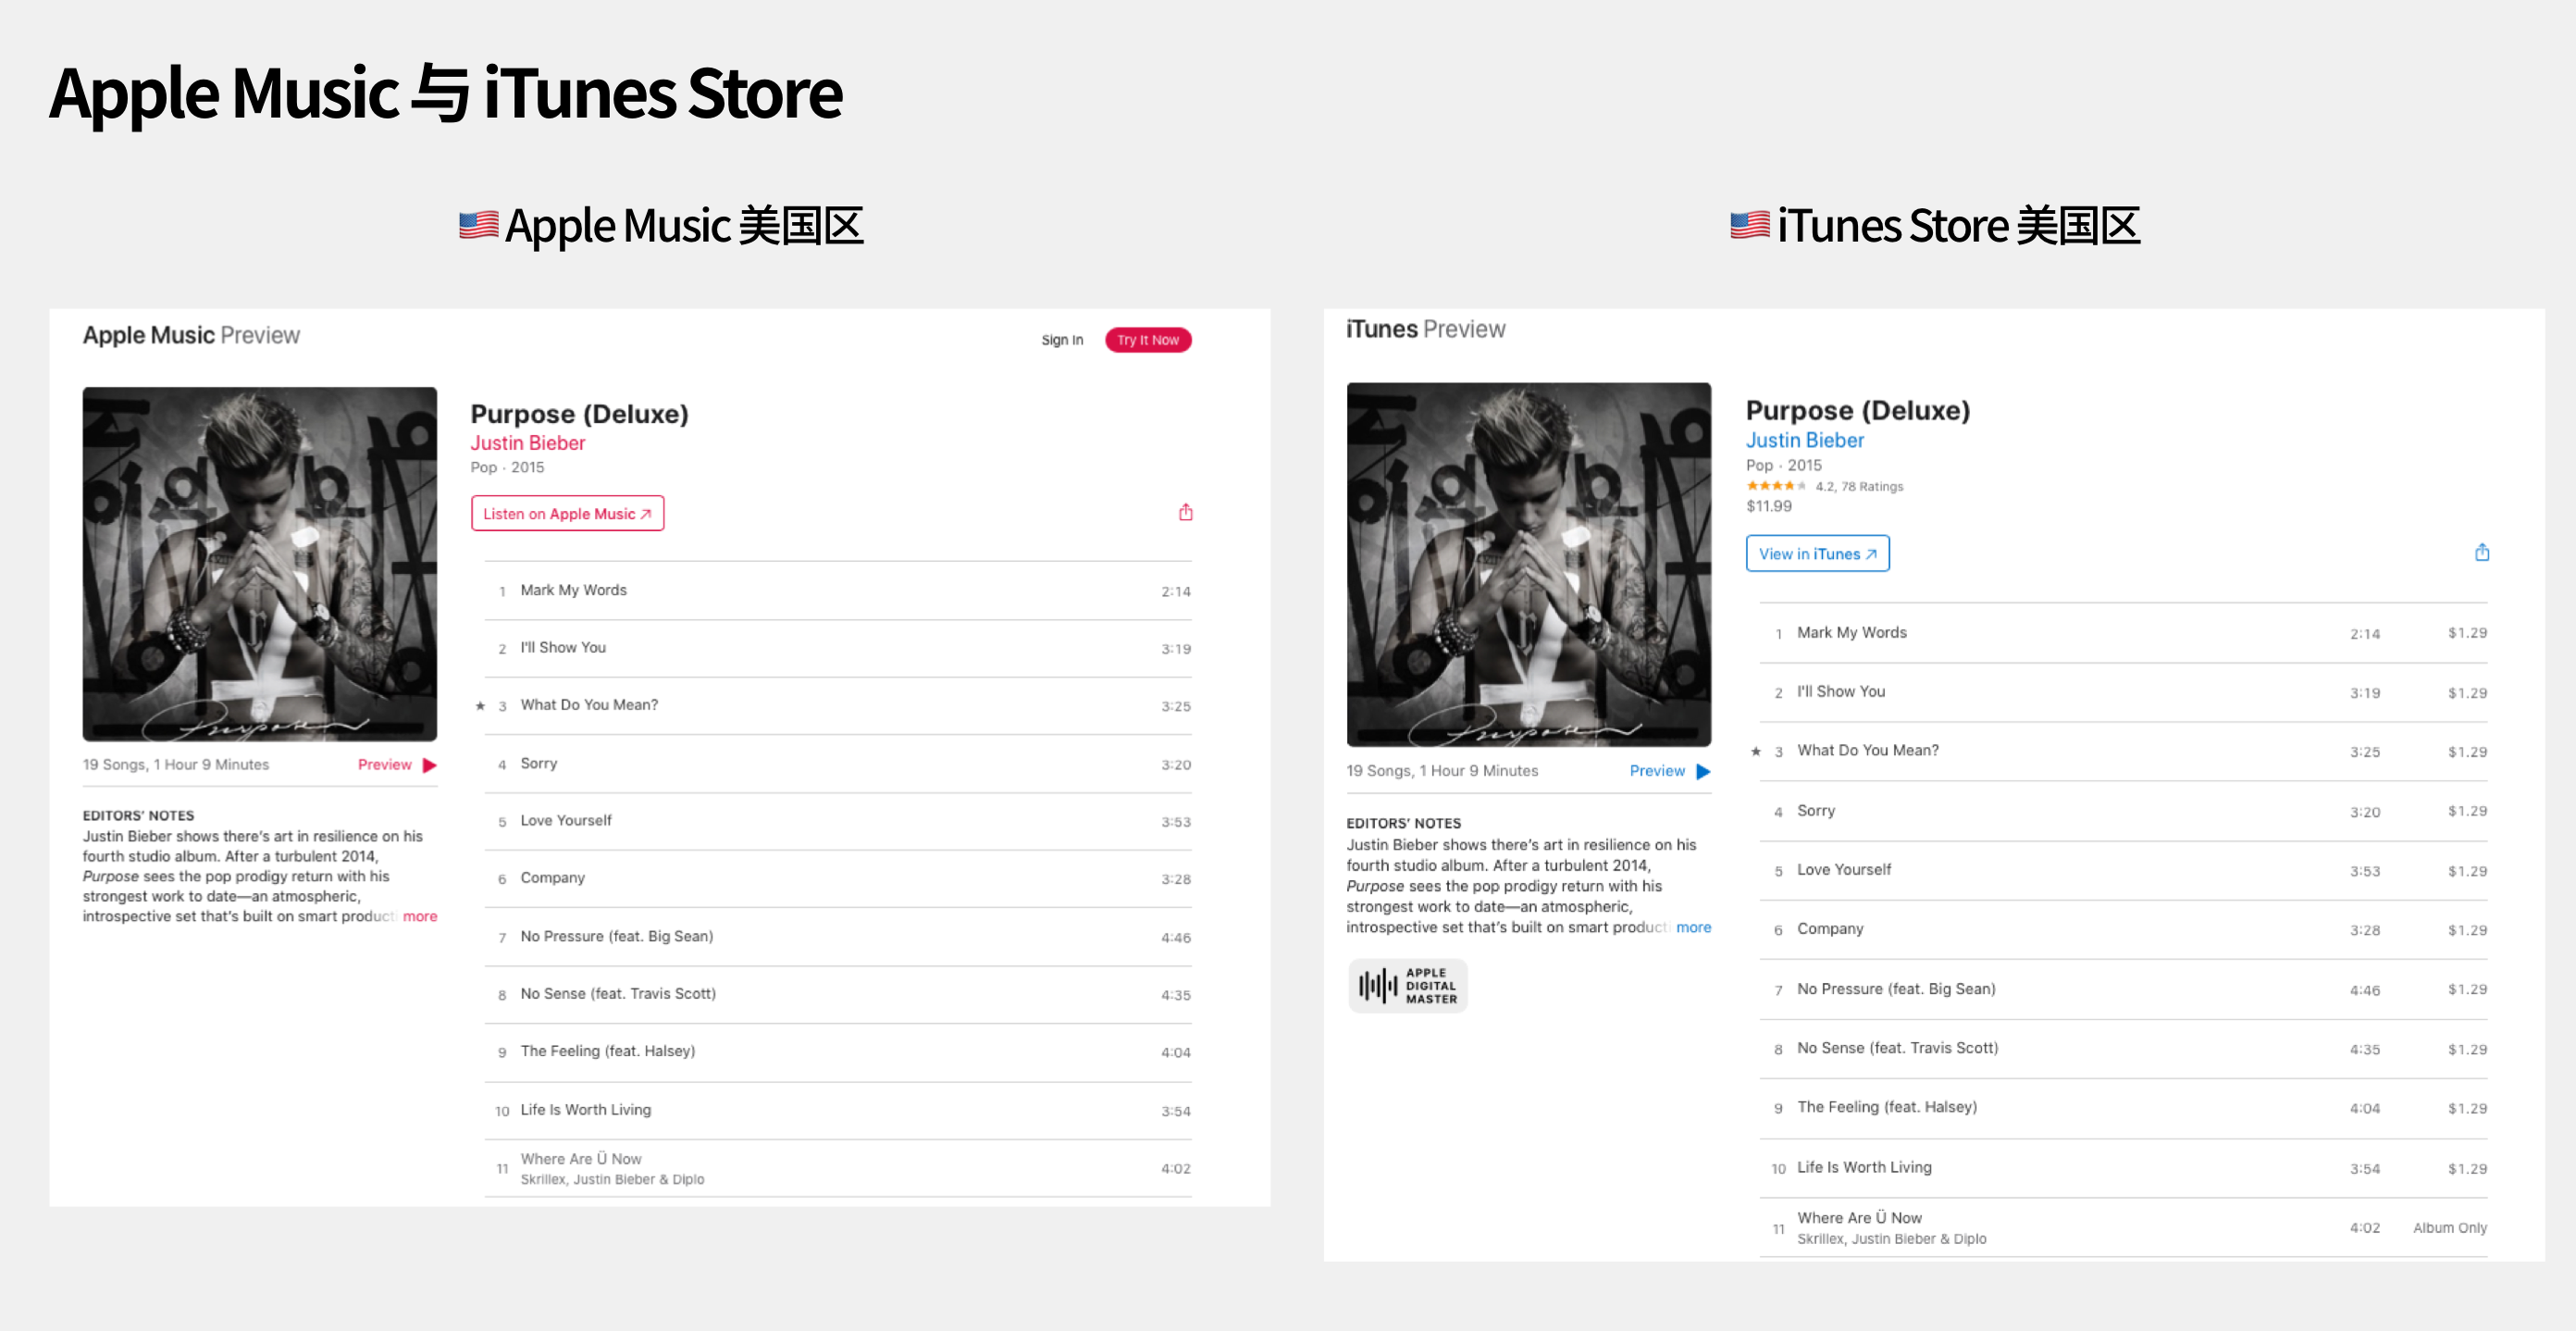 Apple Music 与 iTunes Store
🇺🇸 Apple Music 美国区
Apple Music Preview
Sign In
Try It Now
Purpose
19 Songs, 1 Hour 9 Minutes
Preview
EDITORS' NOTES
Justin Bieber shows there's art in resilience on his
fourth studio album. After a turbulent 2014,
Purpose sees the pop prodigy return with his
strongest work to date—an atmospheric,
introspective set that's built on smart producti more
Purpose (Deluxe)
Justin Bieber
Pop · 2015
Listen on Apple Music ↗
1 Mark My Words 2:14
2 I'll Show You 3:19
★ 3 What Do You Mean? 3:25
4 Sorry 3:20
5 Love Yourself 3:53
6 Company 3:28
7 No Pressure (feat. Big Sean) 4:46
8 No Sense (feat. Travis Scott) 4:35
9 The Feeling (feat. Halsey) 4:04
10 Life Is Worth Living 3:54
11 Where Are Ü Now 4:02
Skrillex, Justin Bieber & Diplo
🇺🇸 iTunes Store 美国区
iTunes Preview
Purpose
19 Songs, 1 Hour 9 Minutes
Preview
EDITORS' NOTES
Justin Bieber shows there's art in resilience on his
fourth studio album. After a turbulent 2014,
Purpose sees the pop prodigy return with his
strongest work to date—an atmospheric,
introspective set that's built on smart producti more
APPLE
DIGITAL
MASTER
Purpose (Deluxe)
Justin Bieber
Pop · 2015
★★★★★ 4.2, 78 Ratings
$11.99
View in iTunes ↗
1 Mark My Words 2:14 $1.29
2 I'll Show You 3:19 $1.29
★ 3 What Do You Mean? 3:25 $1.29
4 Sorry 3:20 $1.29
5 Love Yourself 3:53 $1.29
6 Company 3:28 $1.29
7 No Pressure (feat. Big Sean) 4:46 $1.29
8 No Sense (feat. Travis Scott) 4:35 $1.29
9 The Feeling (feat. Halsey) 4:04 $1.29
10 Life Is Worth Living 3:54 $1.29
11 Where Are Ü Now 4:02 Album Only
Skrillex, Justin Bieber & Diplo